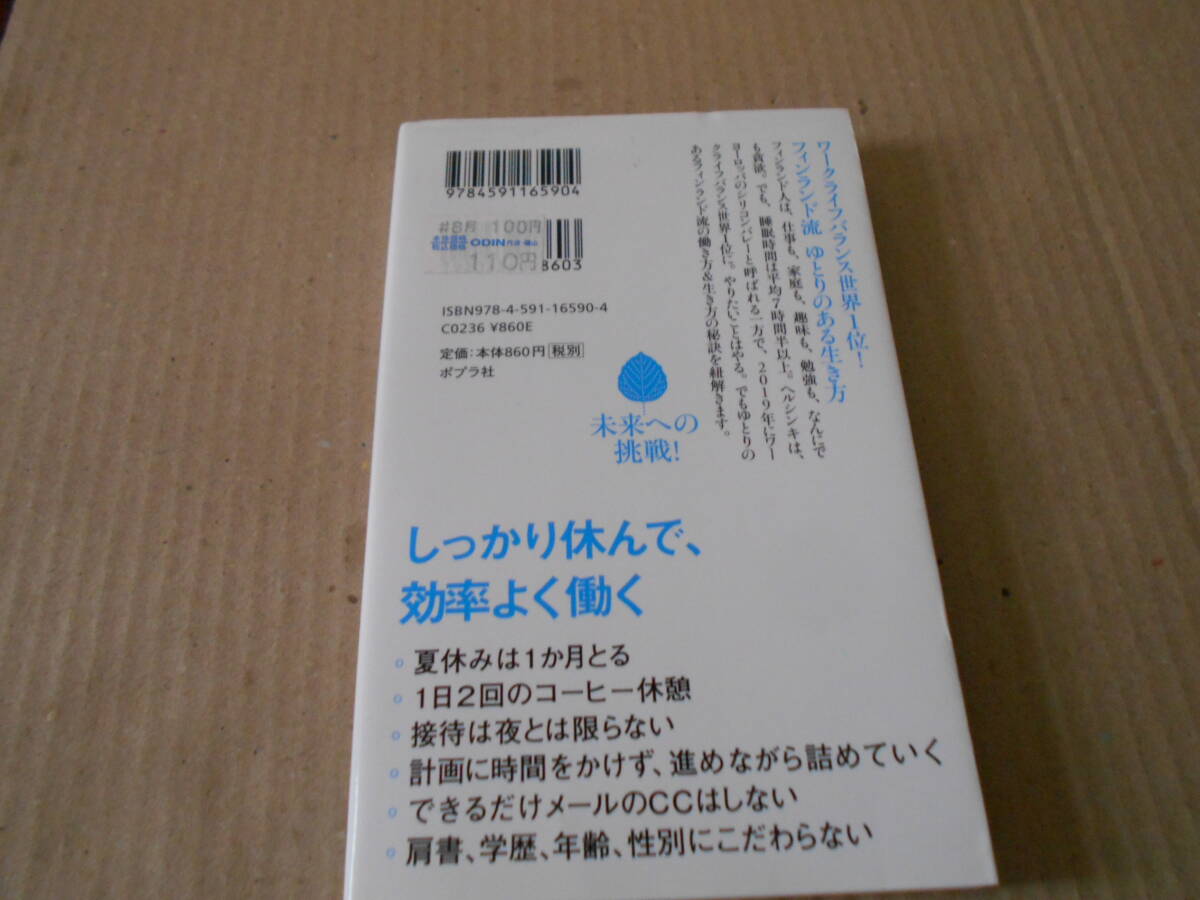 ワークライフバランス世界1位!
フィンランド流 ゆとりのある生き方
フィンランド人は、仕事も、家庭も、趣味も、勉強も、なんにで
も貪欲。でも、睡眠時間は平均7時間半以上。ヘルシンキは、
ヨーロッパのシリコンバレーと呼ばれる一方で、2019年にワー
クライフバランス世界1位に。やりたいことはやる。でもゆとりの
あるフィンランド流の働き方&生き方の秘訣を紐解きます。
9784591165904
#8月 100円
ODIN
110円
8603
ISBN978-4-591-16590-4
C0236 ¥860E
定価:本体860円 税別
ポプラ社
未来への
挑戦!
しっかり休んで、
効率よく働く
夏休みは1か月とる
1日2回のコーヒー休憩
接待は夜とは限らない
計画に時間をかけず、進めながら詰めていく
できるだけメールのCCはしない
肩書、学歴、年齢、性別にこだわらない